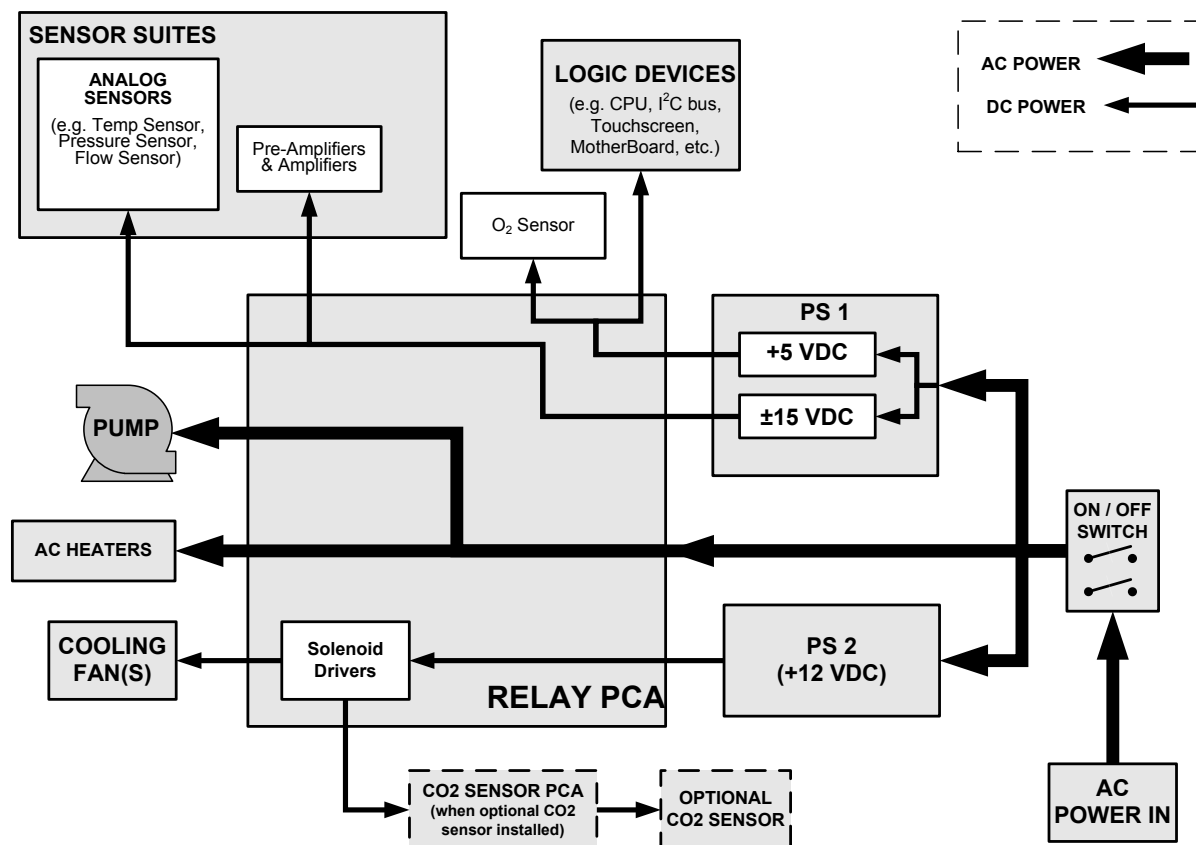 SENSOR SUITES
ANALOG
SENSORS
(e.g. Temp Sensor,
Pressure Sensor,
Flow Sensor)
Pre-Amplifiers
& Amplifiers
LOGIC DEVICES
(e.g. CPU, I²C bus,
Touchscreen,
MotherBoard, etc.)
AC POWER
DC POWER
O₂ Sensor
PS 1
+5 VDC
±15 VDC
PUMP
ON / OFF
SWITCH
AC HEATERS
COOLING
FAN(S)
Solenoid
Drivers
PS 2
(+12 VDC)
RELAY PCA
CO2 SENSOR PCA
(when optional CO2
sensor installed)
OPTIONAL
CO2 SENSOR
AC
POWER IN